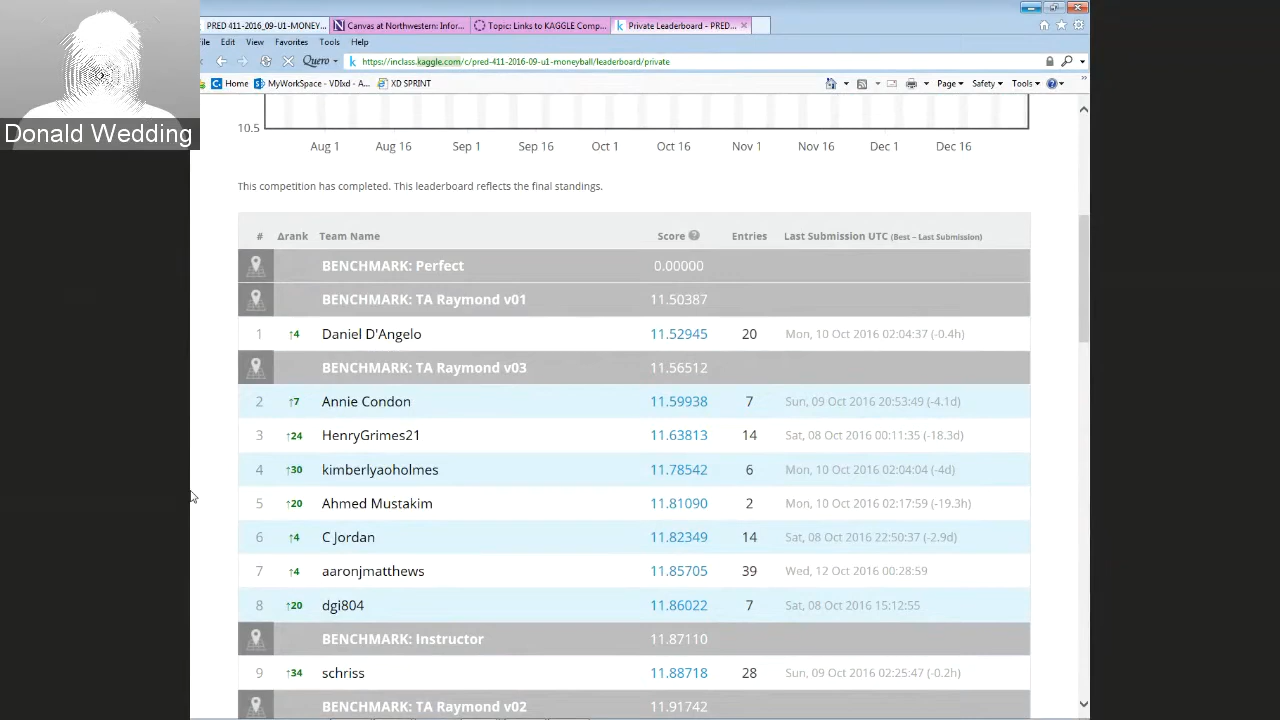 PRED 411-2016_09-U1-MONEY...
Canvas at Northwestern: Infor...
Topic: Links to KAGGLE Comp...
Private Leaderboard - PRED...
File Edit View Favorites Tools Help
Quero
https://inclass.kaggle.com/c/pred-411-2016-09-u1-moneyball/leaderboard/private
Home MyWorkSpace - VDixd - A... XD SPRINT Page Safety Tools
Donald Wedding
10.5
Aug 1 Aug 16 Sep 1 Sep 16 Oct 1 Oct 16 Nov 1 Nov 16 Dec 1 Dec 16
This competition has completed. This leaderboard reflects the final standings.
# Δrank Team Name Score Entries Last Submission UTC (Best – Last Submission)
BENCHMARK: Perfect 0.00000
BENCHMARK: TA Raymond v01 11.50387
1 ↑4 Daniel D'Angelo 11.52945 20 Mon, 10 Oct 2016 02:04:37 (-0.4h)
BENCHMARK: TA Raymond v03 11.56512
2 ↑7 Annie Condon 11.59938 7 Sun, 09 Oct 2016 20:53:49 (-4.1d)
3 ↑24 HenryGrimes21 11.63813 14 Sat, 08 Oct 2016 00:11:35 (-18.3d)
4 ↑30 kimberlyaoholmes 11.78542 6 Mon, 10 Oct 2016 02:04:04 (-4d)
5 ↑20 Ahmed Mustakim 11.81090 2 Mon, 10 Oct 2016 02:17:59 (-19.3h)
6 ↑4 C Jordan 11.82349 14 Sat, 08 Oct 2016 22:50:37 (-2.9d)
7 ↑4 aaronjmatthews 11.85705 39 Wed, 12 Oct 2016 00:28:59
8 ↑20 dgi804 11.86022 7 Sat, 08 Oct 2016 15:12:55
BENCHMARK: Instructor 11.87110
9 ↑34 schriss 11.88718 28 Sun, 09 Oct 2016 02:25:47 (-0.2h)
BENCHMARK: TA Raymond v02 11.91742